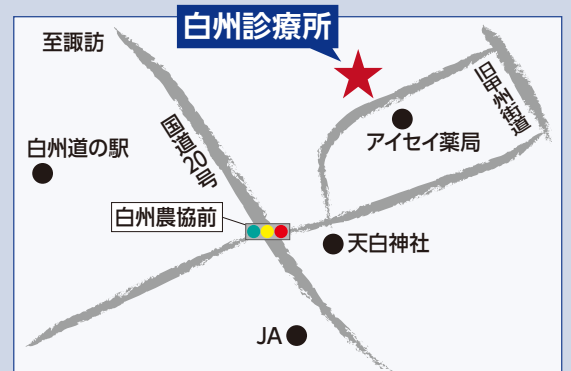 白州診療所
至諏訪
旧甲州街道
国道20号
アイセイ薬局
白州道の駅
白州農協前
天白神社
JA